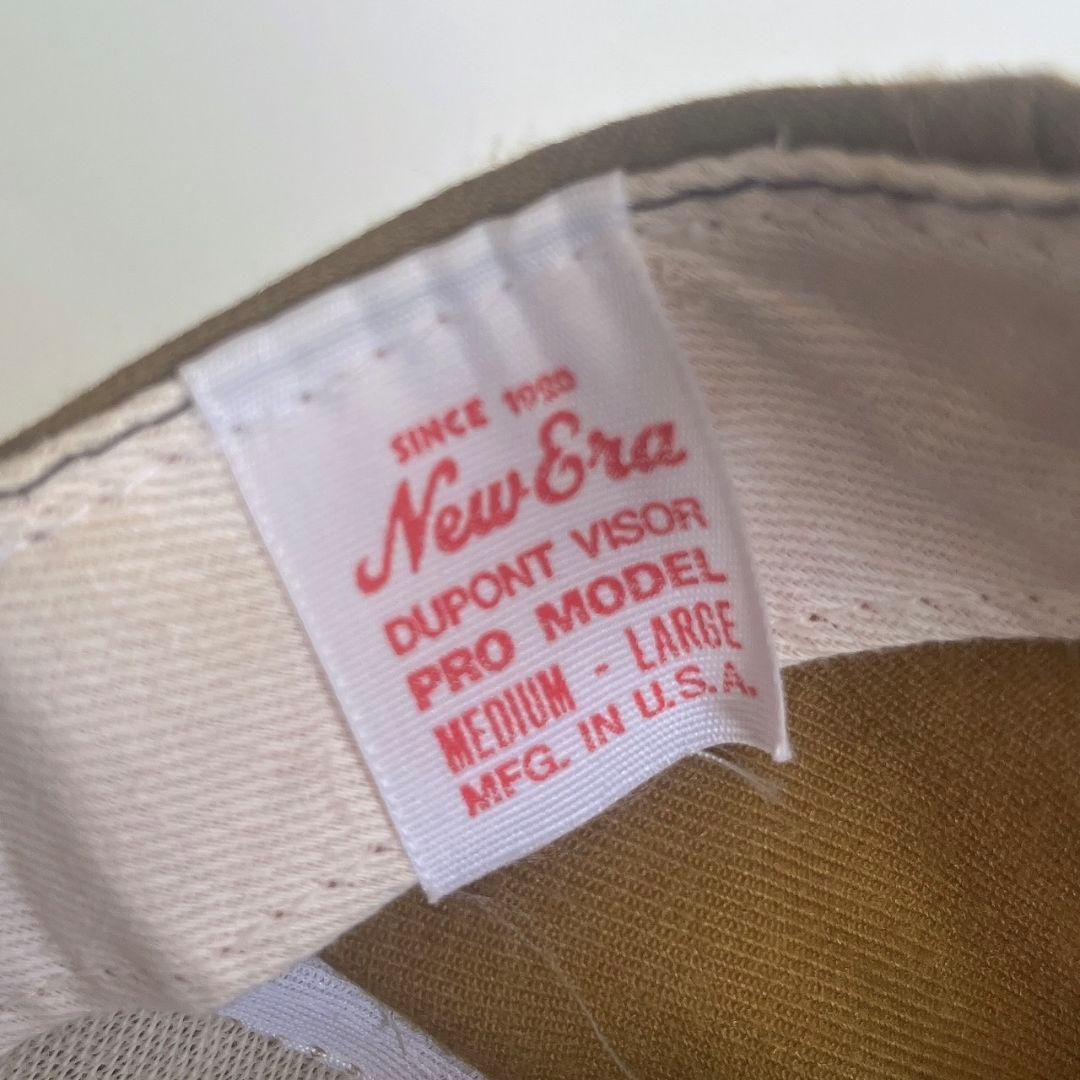 SINCE 1920
New Era
DUPONT VISOR
PRO MODEL
MEDIUM - LARGE
MFG. IN U.S.A.